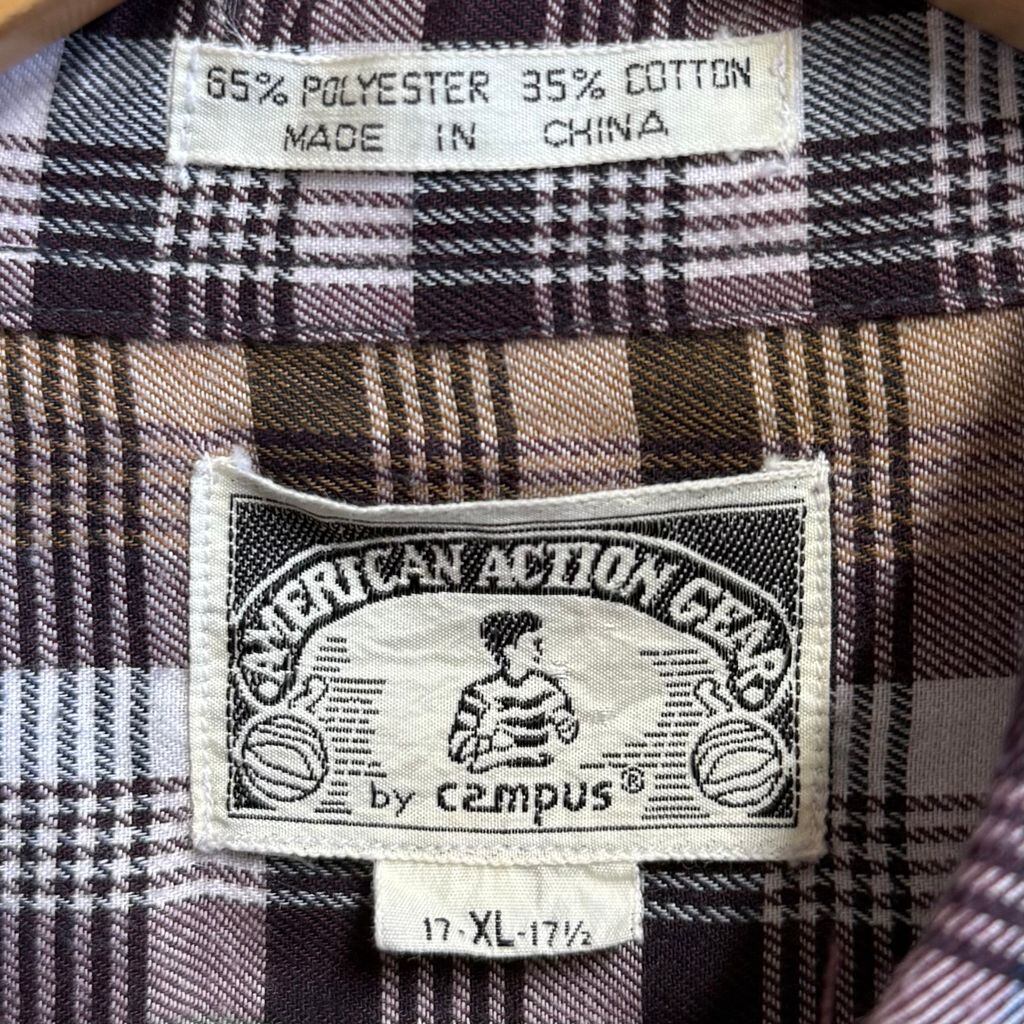 65% POLYESTER 35% COTTON
MADE IN CHINA
AMERICAN ACTION GEAR
by campus®
17-XL-17½